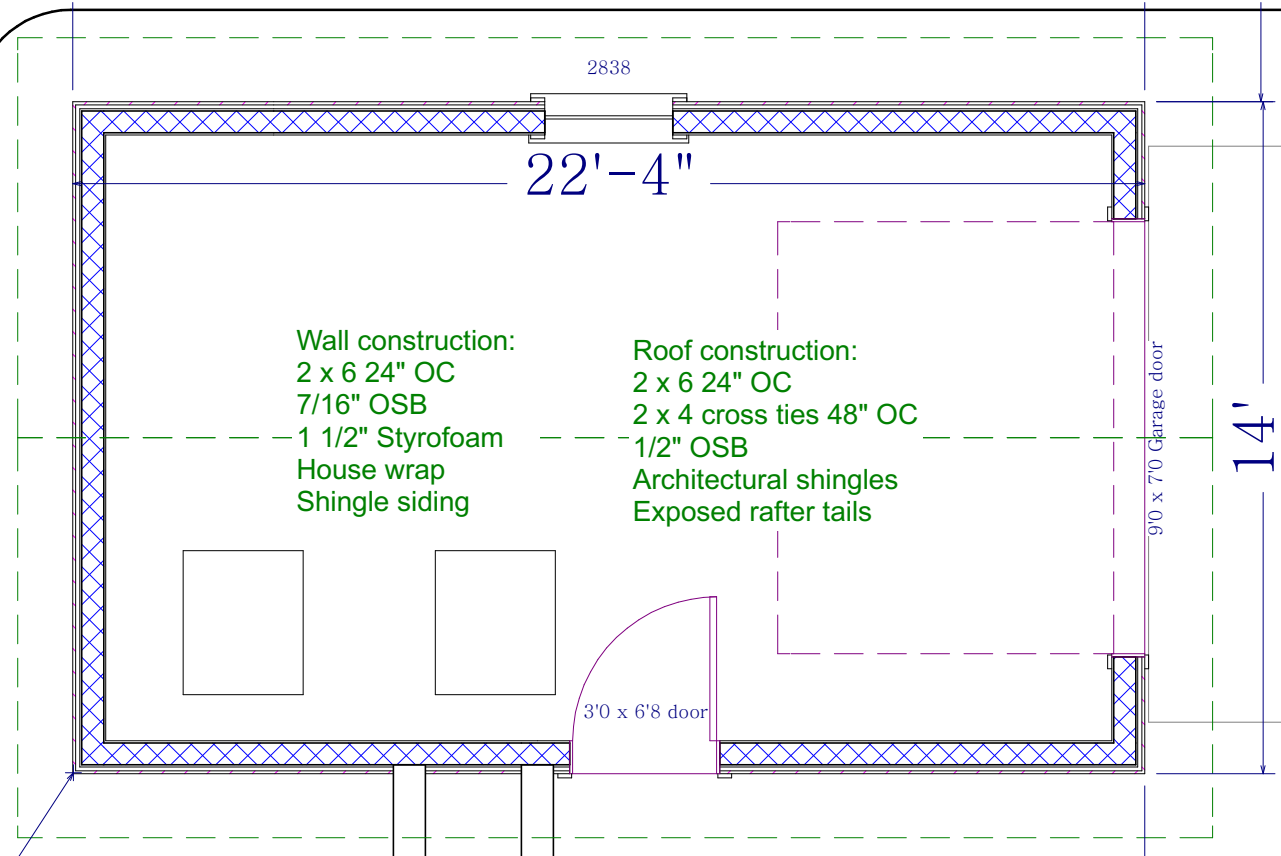 2838
22'-4"
Wall construction:
2 x 6 24" OC
7/16" OSB
1 1/2" Styrofoam
House wrap
Shingle siding
Roof construction:
2 x 6 24" OC
2 x 4 cross ties 48" OC
1/2" OSB
Architectural shingles
Exposed rafter tails
9'0 x 7'0 Garage door
14'
3'0 x 6'8 door